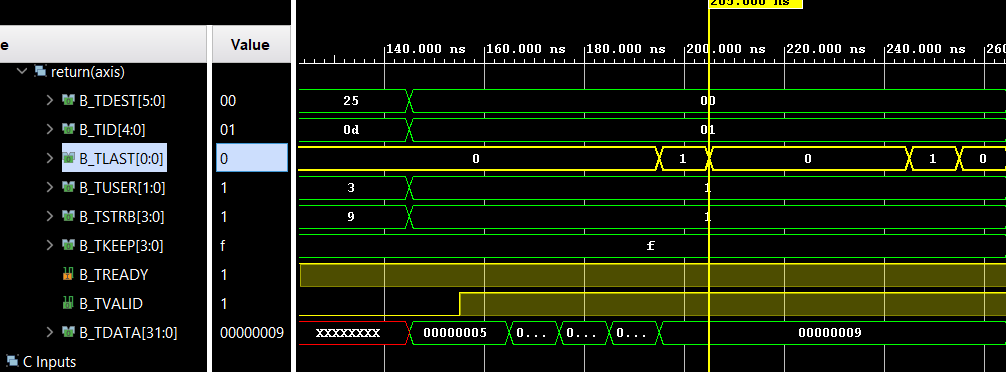 205.000 ns
e Value
140.000 ns 160.000 ns 180.000 ns 200.000 ns 220.000 ns 240.000 ns 260
return(axis)
B_TDEST[5:0] 00 25 00
B_TID[4:0] 01 0d 01
B_TLAST[0:0] 0 0 1 0 1 0
B_TUSER[1:0] 1 3 1
B_TSTRB[3:0] 1 9 1
B_TKEEP[3:0] f f
B_TREADY 1
B_TVALID 1
B_TDATA[31:0] 00000009 XXXXXXXX 00000005 0... 0... 0... 00000009
C Inputs